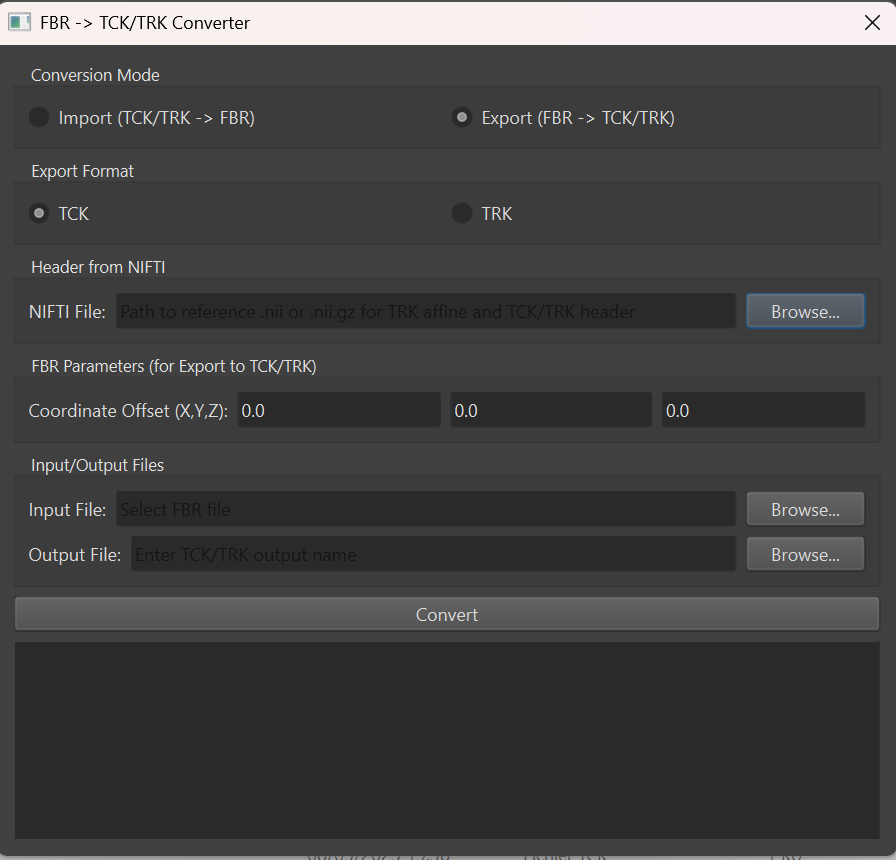 FBR -> TCK/TRK Converter
Conversion Mode
Import (TCK/TRK -> FBR) Export (FBR -> TCK/TRK)
Export Format
TCK TRK
Header from NIFTI
NIFTI File: Path to reference .nii or .nii.gz for TRK affine and TCK/TRK header Browse...
FBR Parameters (for Export to TCK/TRK)
Coordinate Offset (X,Y,Z): 0.0 0.0 0.0
Input/Output Files
Input File: Select FBR file Browse...
Output File: Enter TCK/TRK output name Browse...
Convert